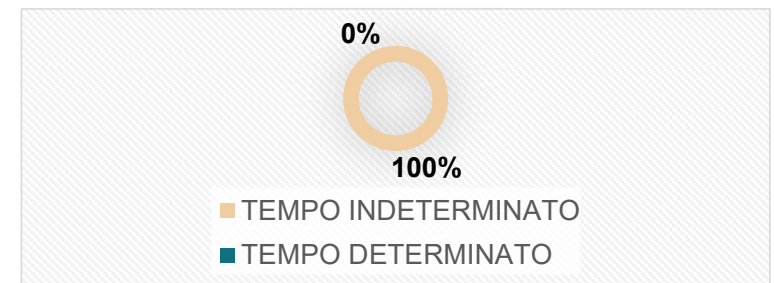 0%
100%
TEMPO INDETERMINATO
TEMPO DETERMINATO